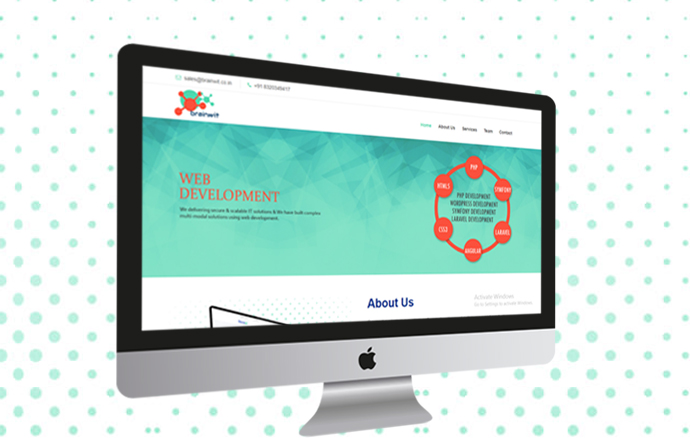 sales@brainwit.co.in
brainwit
Home About Us Services Team Contact
WEB
DEVELOPMENT
We delivering secure & scalable IT solutions & We have built complex
multi-modal solutions using web development.
PHP
HTML5
SYMFONY
PHP DEVELOPMENT
WORDPRESS DEVELOPMENT
SYMFONY DEVELOPMENT
LARAVEL DEVELOPMENT
CSS3
LARAVEL
ANGULAR
About Us
Activate Windows
Go to Settings to activate Windows.